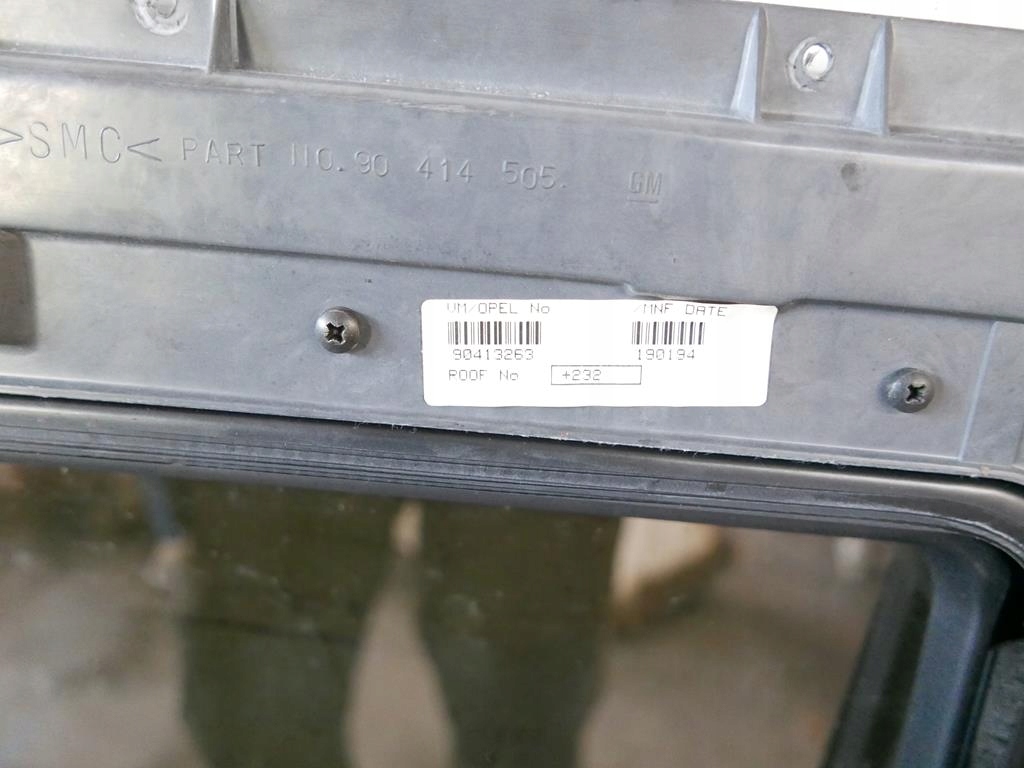 >SMC< PART NO. 90 414 505. GM
VM/OPEL No /MNF DATE
90413263 190194
ROOF No +232